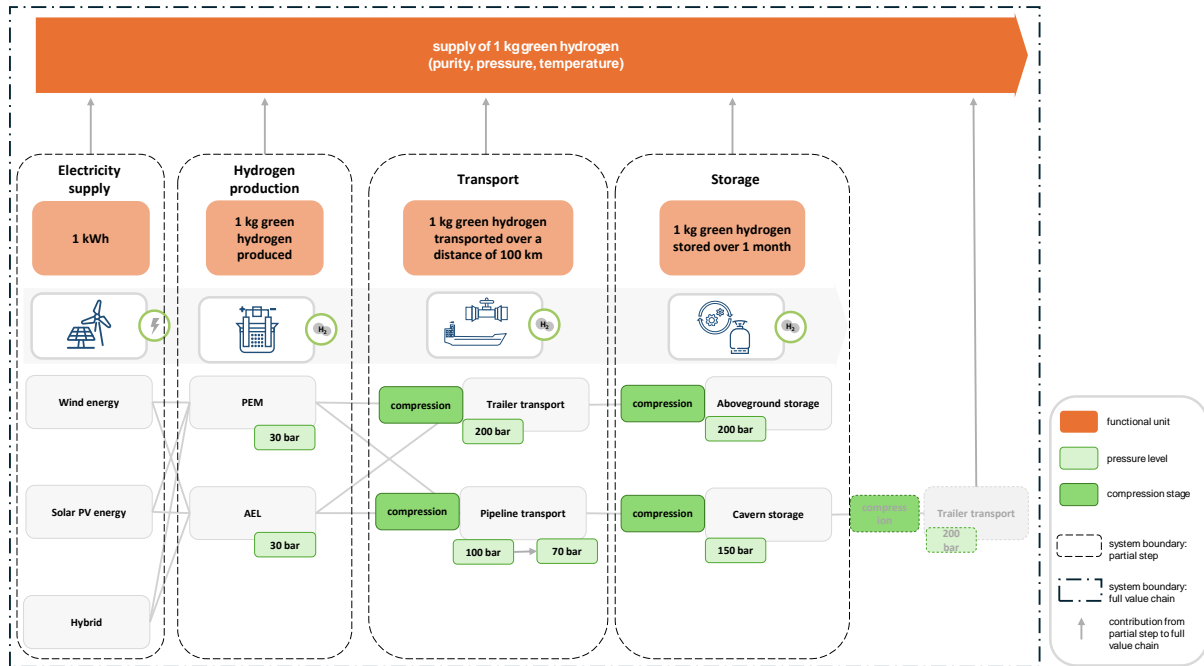 supply of 1 kg green hydrogen
(purity, pressure, temperature)
Electricity
supply
Hydrogen
production
Transport
Storage
1 kWh
1 kg green
hydrogen
produced
1 kg green hydrogen
transported over a
distance of 100 km
1 kg green hydrogen
stored over 1 month
H2
H2
H2
Wind energy
PEM
30 bar
compression
Trailer transport
200 bar
compression
Aboveground storage
200 bar
Solar PV energy
AEL
30 bar
compression
Pipeline transport
100 bar
70 bar
compression
Cavern storage
150 bar
compress
ion
Trailer transport
200
bar
Hybrid
functional unit
pressure level
compression stage
system boundary:
partial step
system boundary:
full value chain
contribution from
partial step to full
value chain